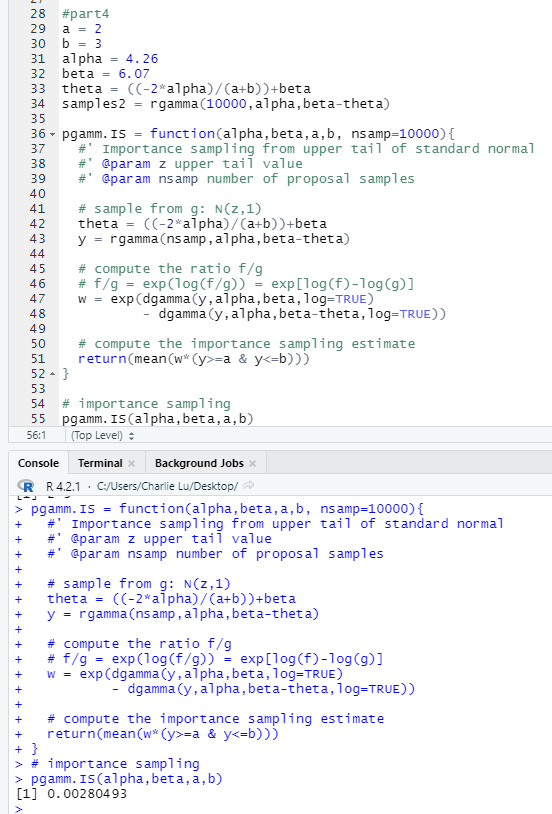 28 #part4
29 a = 2
30 b = 3
31 alpha = 4.26
32 beta = 6.07
33 theta = ((-2*alpha)/(a+b))+beta
34 samples2 = rgamma(10000,alpha,beta-theta)
35
36 pgamm.IS = function(alpha,beta,a,b, nsamp=10000){
37   #' Importance sampling from upper tail of standard normal
38   #' @param z upper tail value
39   #' @param nsamp number of proposal samples
40
41   # sample from g: N(z,1)
42   theta = ((-2*alpha)/(a+b))+beta
43   y = rgamma(nsamp,alpha,beta-theta)
44
45   # compute the ratio f/g
46   # f/g = exp(log(f/g)) = exp[log(f)-log(g)]
47   w = exp(dgamma(y,alpha,beta,log=TRUE)
48           - dgamma(y,alpha,beta-theta,log=TRUE))
49
50   # compute the importance sampling estimate
51   return(mean(w*(y>=a & y<=b)))
52 }
53
54 # importance sampling
55 pgamm.IS(alpha,beta,a,b)
56:1 (Top Level)
Console Terminal Background Jobs
R R 4.2.1 · C:/Users/Charlie Lu/Desktop/
> pgamm.IS = function(alpha,beta,a,b, nsamp=10000){
+   #' Importance sampling from upper tail of standard normal
+   #' @param z upper tail value
+   #' @param nsamp number of proposal samples
+
+   # sample from g: N(z,1)
+   theta = ((-2*alpha)/(a+b))+beta
+   y = rgamma(nsamp,alpha,beta-theta)
+
+   # compute the ratio f/g
+   # f/g = exp(log(f/g)) = exp[log(f)-log(g)]
+   w = exp(dgamma(y,alpha,beta,log=TRUE)
+           - dgamma(y,alpha,beta-theta,log=TRUE))
+
+   # compute the importance sampling estimate
+   return(mean(w*(y>=a & y<=b)))
+ }
> # importance sampling
> pgamm.IS(alpha,beta,a,b)
[1] 0.00280493
>